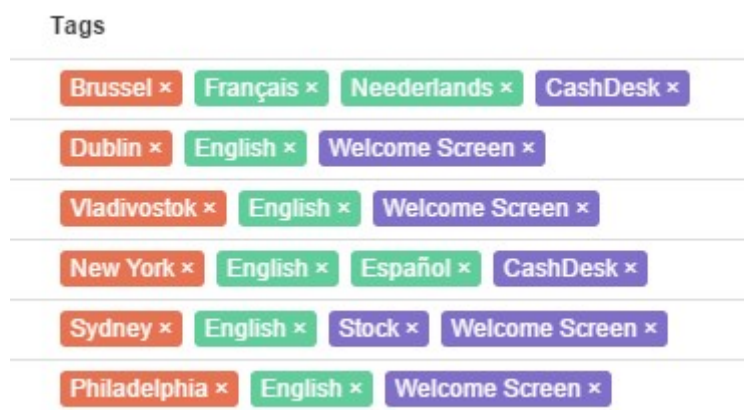 Tags
Brussel × Français × Neederlands × CashDesk ×
Dublin × English × Welcome Screen ×
Vladivostok × English × Welcome Screen ×
New York × English × Español × CashDesk ×
Sydney × English × Stock × Welcome Screen ×
Philadelphia × English × Welcome Screen ×